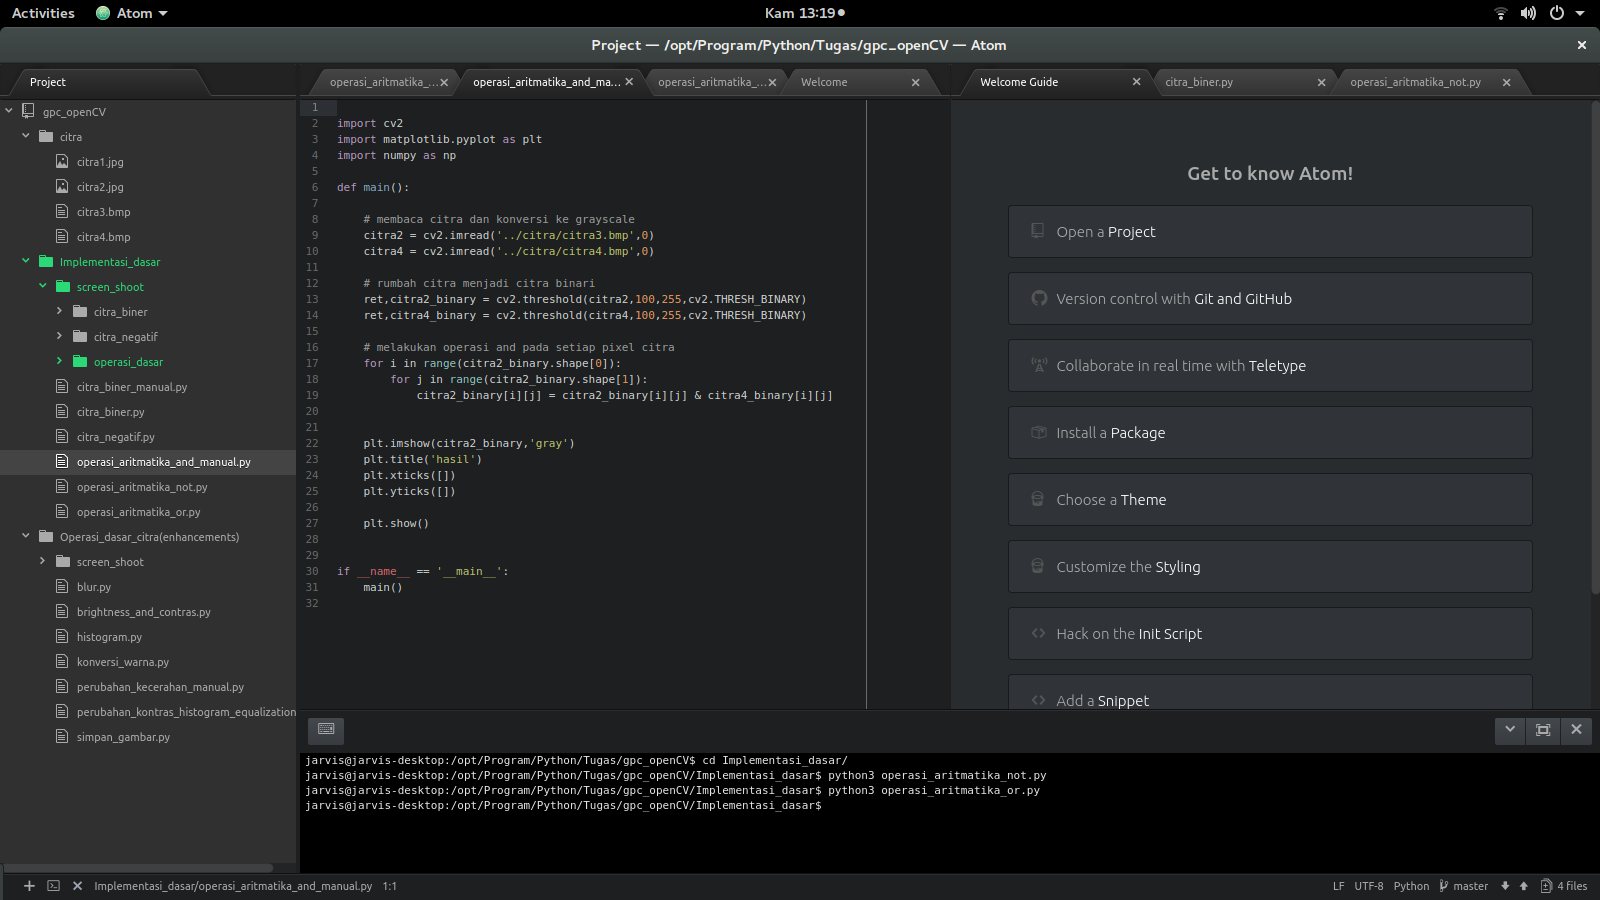 Activities Atom Kam 13:19
Project — /opt/Program/Python/Tugas/gpc_openCV — Atom
Project
gpc_openCV
citra
citra1.jpg
citra2.jpg
citra3.bmp
citra4.bmp
Implementasi_dasar
screen_shoot
citra_biner
citra_negatif
operasi_dasar
citra_biner_manual.py
citra_biner.py
citra_negatif.py
operasi_aritmatika_and_manual.py
operasi_aritmatika_not.py
operasi_aritmatika_or.py
Operasi_dasar_citra(enhancements)
screen_shoot
blur.py
brightness_and_contras.py
histogram.py
konversi_warna.py
perubahan_kecerahan_manual.py
perubahan_kontras_histogram_equalization
simpan_gambar.py
operasi_aritmatika_... operasi_aritmatika_and_ma... operasi_aritmatika_... Welcome
1
2 import cv2
3 import matplotlib.pyplot as plt
4 import numpy as np
5
6 def main():
7
8     # membaca citra dan konversi ke grayscale
9     citra2 = cv2.imread('../citra/citra3.bmp',0)
10     citra4 = cv2.imread('../citra/citra4.bmp',0)
11
12     # rumbah citra menjadi citra binari
13     ret,citra2_binary = cv2.threshold(citra2,100,255,cv2.THRESH_BINARY)
14     ret,citra4_binary = cv2.threshold(citra4,100,255,cv2.THRESH_BINARY)
15
16     # melakukan operasi and pada setiap pixel citra
17     for i in range(citra2_binary.shape[0]):
18         for j in range(citra2_binary.shape[1]):
19             citra2_binary[i][j] = citra2_binary[i][j] & citra4_binary[i][j]
20
21
22     plt.imshow(citra2_binary,'gray')
23     plt.title('hasil')
24     plt.xticks([])
25     plt.yticks([])
26
27     plt.show()
28
29
30 if __name__ == '__main__':
31     main()
32
Welcome Guide citra_biner.py operasi_aritmatika_not.py
Get to know Atom!
Open a Project
Version control with Git and GitHub
Collaborate in real time with Teletype
Install a Package
Choose a Theme
Customize the Styling
Hack on the Init Script
Add a Snippet
jarvis@jarvis-desktop:/opt/Program/Python/Tugas/gpc_openCV$ cd Implementasi_dasar/
jarvis@jarvis-desktop:/opt/Program/Python/Tugas/gpc_openCV/Implementasi_dasar$ python3 operasi_aritmatika_not.py
jarvis@jarvis-desktop:/opt/Program/Python/Tugas/gpc_openCV/Implementasi_dasar$ python3 operasi_aritmatika_or.py
jarvis@jarvis-desktop:/opt/Program/Python/Tugas/gpc_openCV/Implementasi_dasar$
Implementasi_dasar/operasi_aritmatika_and_manual.py 1:1 LF UTF-8 Python master 4 files